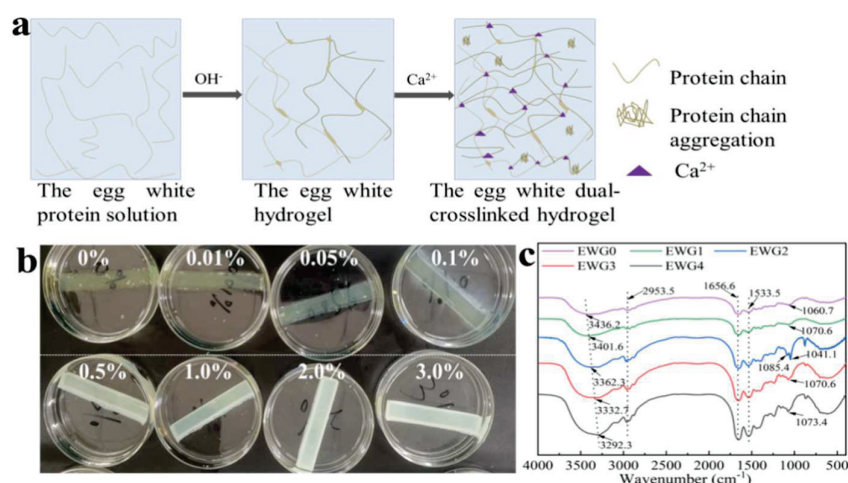 a
OH-
Ca2+
Protein chain
Protein chain
aggregation
Ca2+
The egg white
protein solution
The egg white
hydrogel
The egg white dual-
crosslinked hydrogel
b
0%
0.01%
0.05%
0.1%
0.5%
1.0%
2.0%
3.0%
c
EWG0
EWG1
EWG2
EWG3
EWG4
1656.6
1533.5
2953.5
1060.7
3436.2
1070.6
3401.6
1085.4
1041.1
3362.3
1070.6
3332.7
1073.4
3292.3
4000 3500 3000 2500 2000 1500 1000 500
Wavenumber (cm-1)